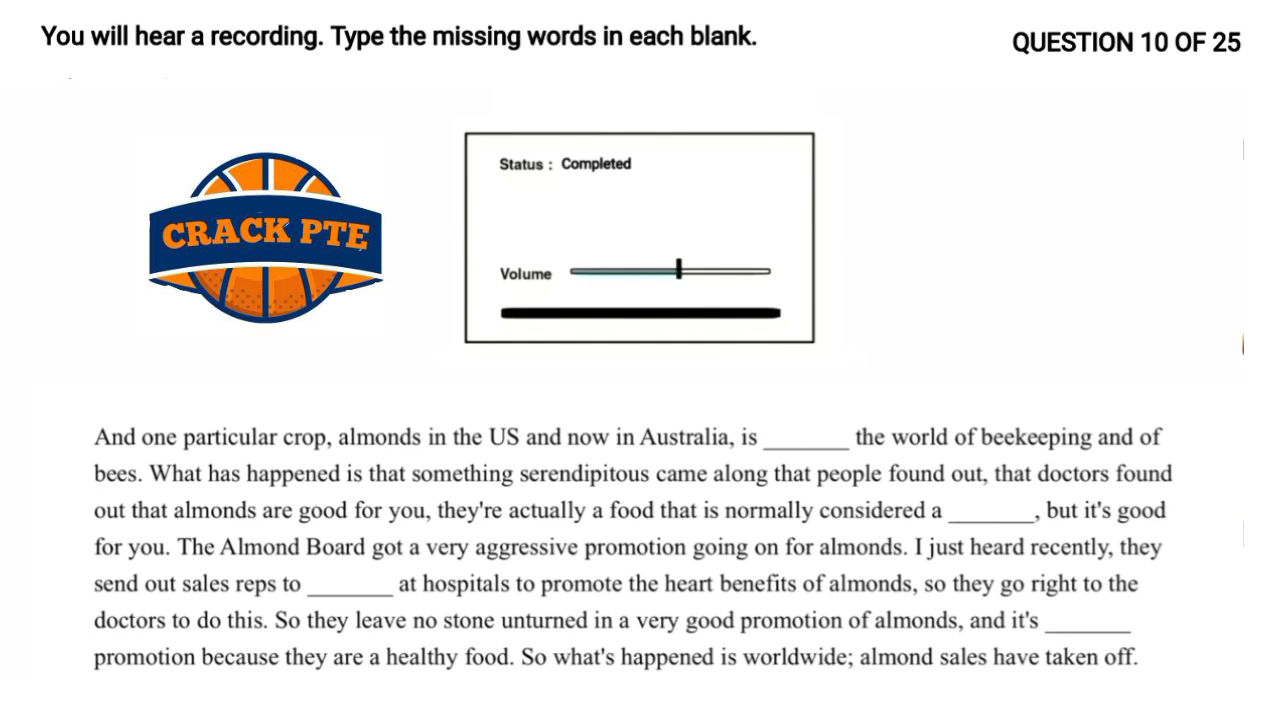 You will hear a recording. Type the missing words in each blank.
QUESTION 10 OF 25
Status : Completed
CRACK PTE
Volume
And one particular crop, almonds in the US and now in Australia, is _______ the world of beekeeping and of
bees. What has happened is that something serendipitous came along that people found out, that doctors found
out that almonds are good for you, they're actually a food that is normally considered a _______, but it's good
for you. The Almond Board got a very aggressive promotion going on for almonds. I just heard recently, they
send out sales reps to _______ at hospitals to promote the heart benefits of almonds, so they go right to the
doctors to do this. So they leave no stone unturned in a very good promotion of almonds, and it's _______
promotion because they are a healthy food. So what's happened is worldwide; almond sales have taken off.